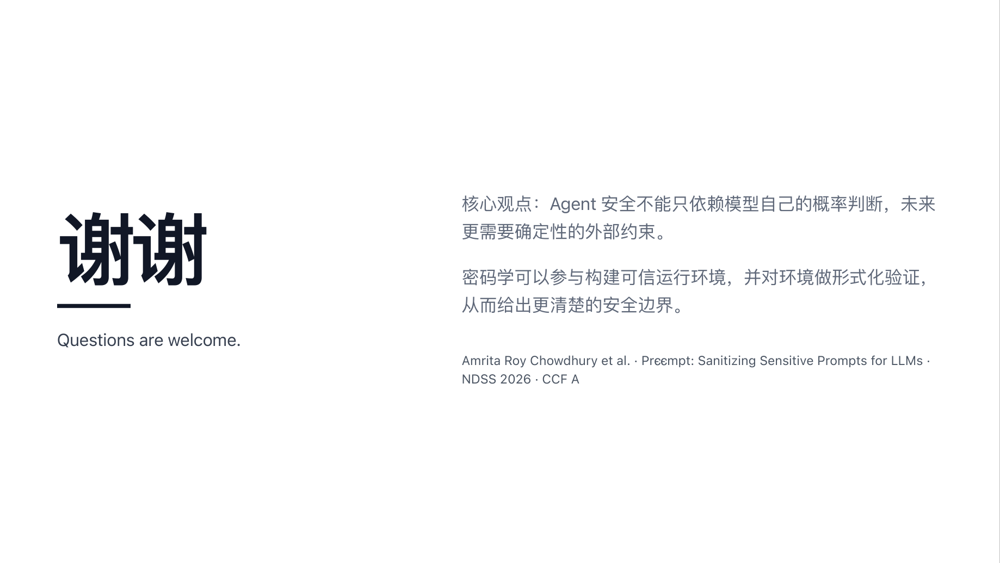 谢谢
Questions are welcome.
核心观点：Agent 安全不能只依赖模型自己的概率判断，未来
更需要确定性的外部约束。
密码学可以参与构建可信运行环境，并对环境做形式化验证，
从而给出更清楚的安全边界。
Amrita Roy Chowdhury et al. · Prϵϵmpt: Sanitizing Sensitive Prompts for LLMs ·
NDSS 2026 · CCF A